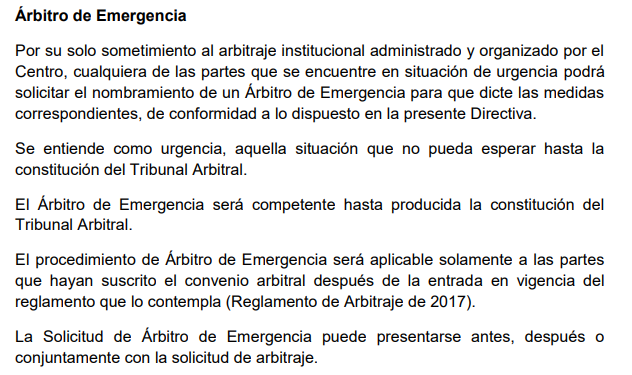 Árbitro de Emergencia
Por su solo sometimiento al arbitraje institucional administrado y organizado por el
Centro, cualquiera de las partes que se encuentre en situación de urgencia podrá
solicitar el nombramiento de un Árbitro de Emergencia para que dicte las medidas
correspondientes, de conformidad a lo dispuesto en la presente Directiva.
Se entiende como urgencia, aquella situación que no pueda esperar hasta la
constitución del Tribunal Arbitral.
El Árbitro de Emergencia será competente hasta producida la constitución del
Tribunal Arbitral.
El procedimiento de Árbitro de Emergencia será aplicable solamente a las partes
que hayan suscrito el convenio arbitral después de la entrada en vigencia del
reglamento que lo contempla (Reglamento de Arbitraje de 2017).
La Solicitud de Árbitro de Emergencia puede presentarse antes, después o
conjuntamente con la solicitud de arbitraje.